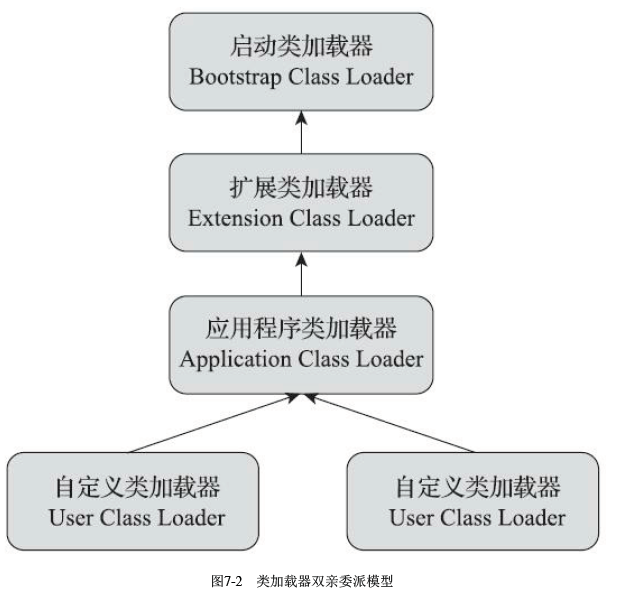 启动类加载器
Bootstrap Class Loader
扩展类加载器
Extension Class Loader
应用程序类加载器
Application Class Loader
自定义类加载器
User Class Loader
自定义类加载器
User Class Loader
图7-2 类加载器双亲委派模型